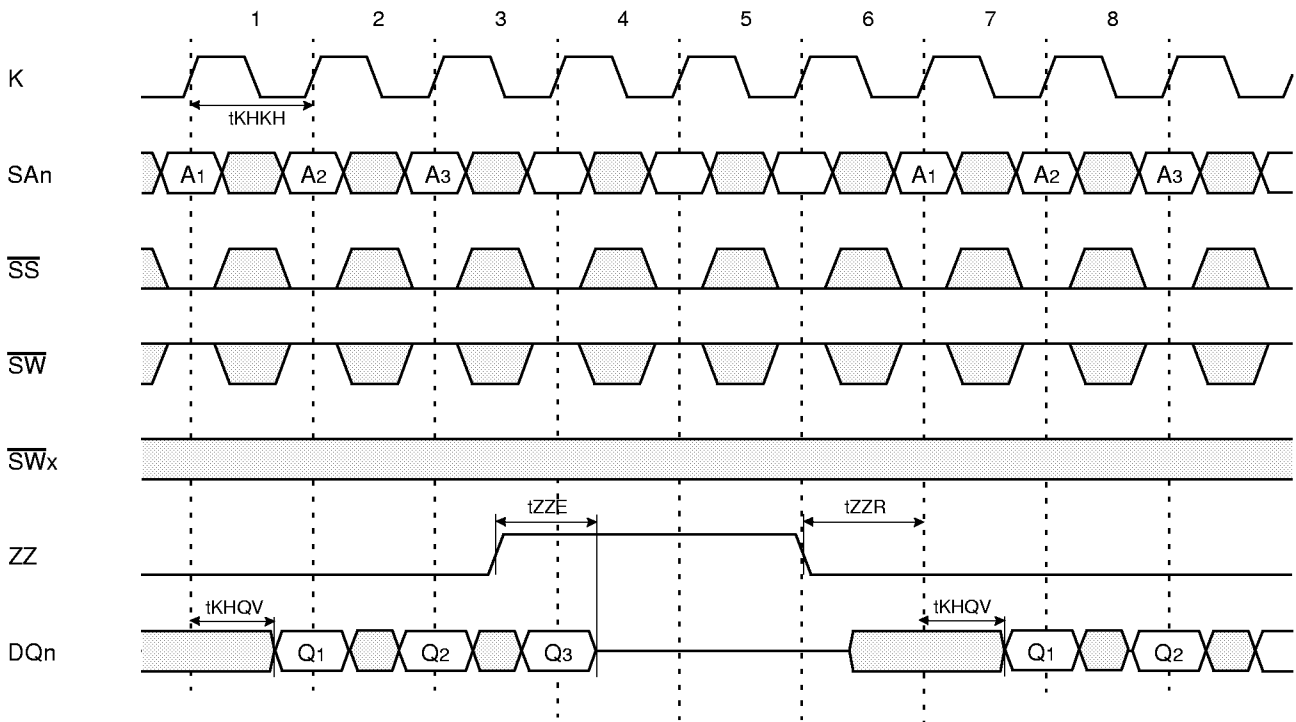 1 2 3 4 5 6 7 8
K
tKHKH
SAn A1 A2 A3 A1 A2 A3
SS
SW
SWx
tZZE tZZR
ZZ
tKHQV tKHQV
DQn Q1 Q2 Q3 Q1 Q2